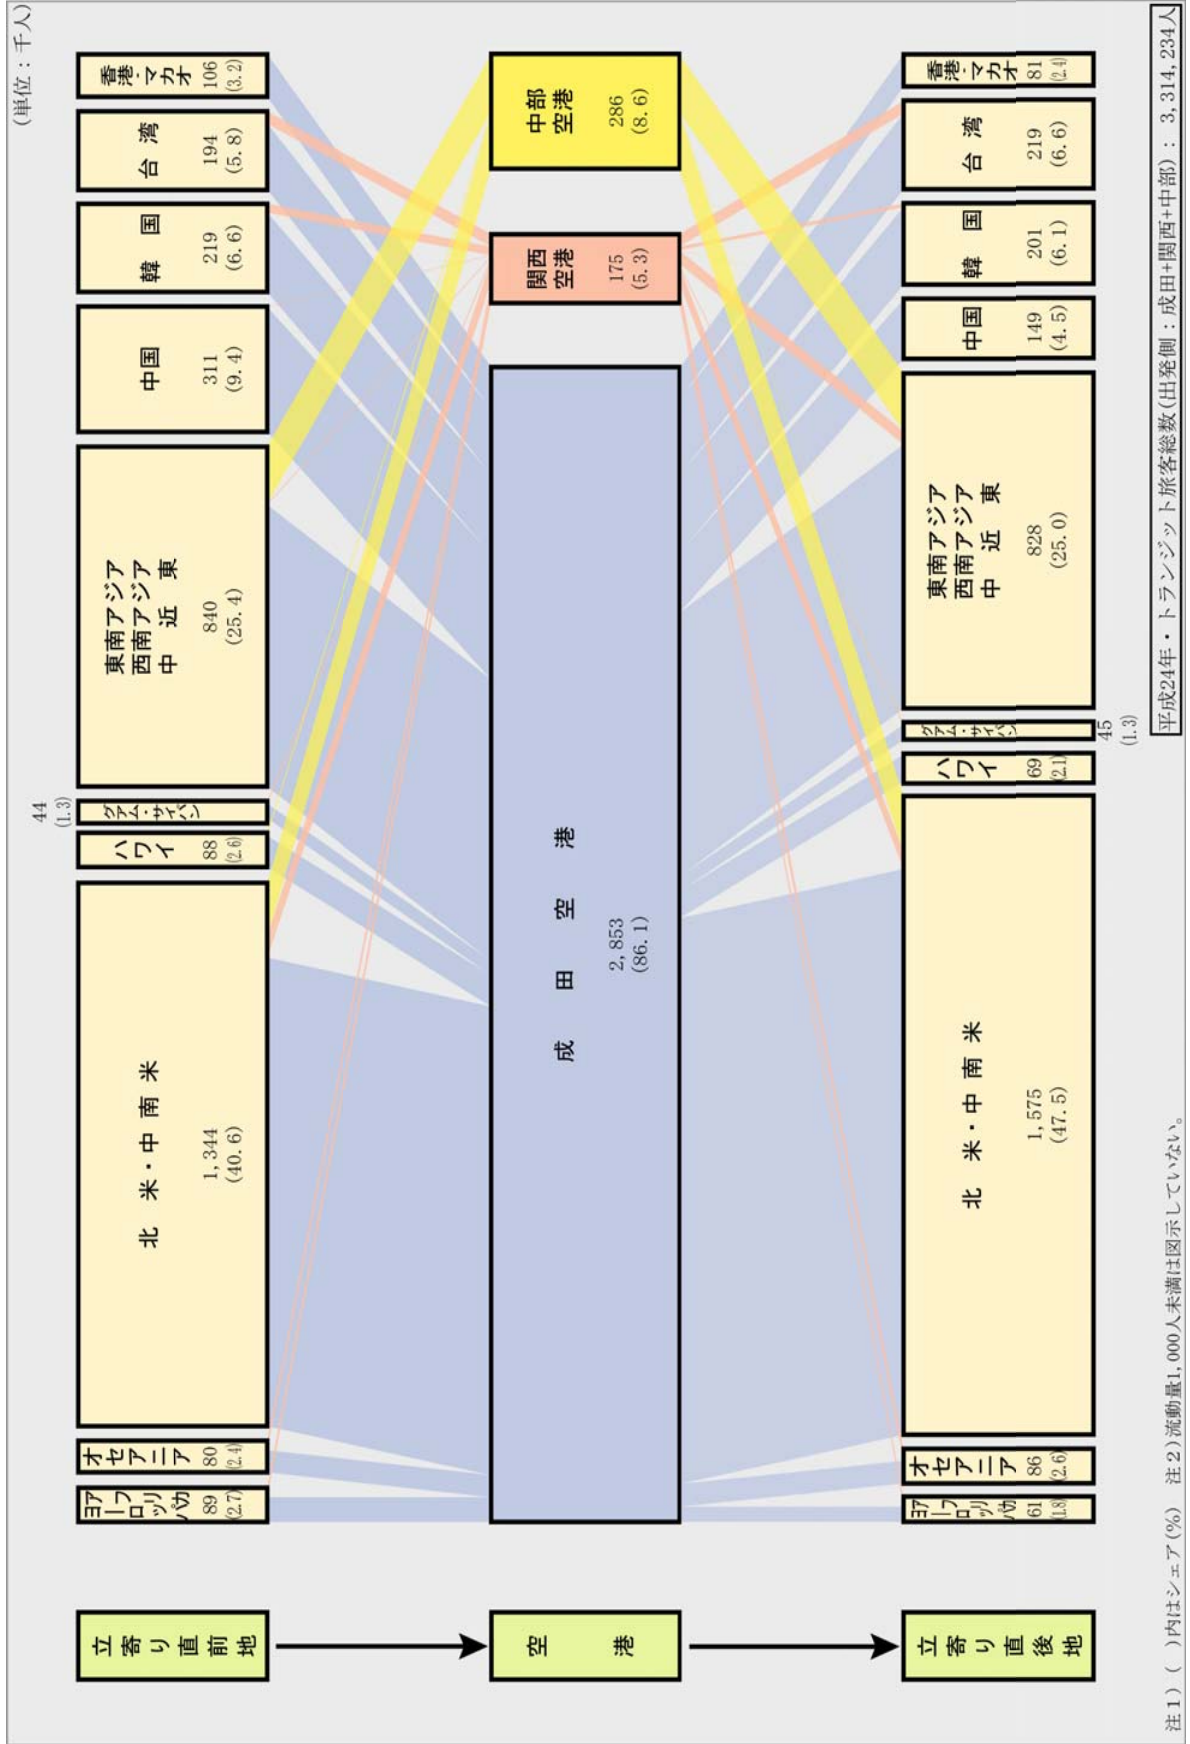 (単位：千人)
立寄り直前地
ヨーロッパ
アフリカ
89
(2.7)
オセアニア
80
(2.4)
北米・中南米
1,344
(40.6)
ハワイ
88
(2.6)
グアム・サイパン
44
(1.3)
東南アジア
西南アジア
中近東
840
(25.4)
中国
311
(9.4)
韓国
219
(6.6)
台湾
194
(5.8)
香港・マカオ
106
(3.2)
空港
成田空港
2,853
(86.1)
関西
空港
175
(5.3)
中部
空港
286
(8.6)
立寄り直後地
ヨーロッパ
アフリカ
61
(1.8)
オセアニア
86
(2.6)
北米・中南米
1,575
(47.5)
ハワイ
69
(2.1)
グアム・サイパン
45
(1.3)
東南アジア
西南アジア
中近東
828
(25.0)
中国
149
(4.5)
韓国
201
(6.1)
台湾
219
(6.6)
香港・マカオ
81
(2.4)
平成24年・トランジット旅客総数(出発側：成田+関西+中部)： 3,314,234人
注1)（ ）内はシェア(%) 注2)流動量1,000人未満は図示していない。